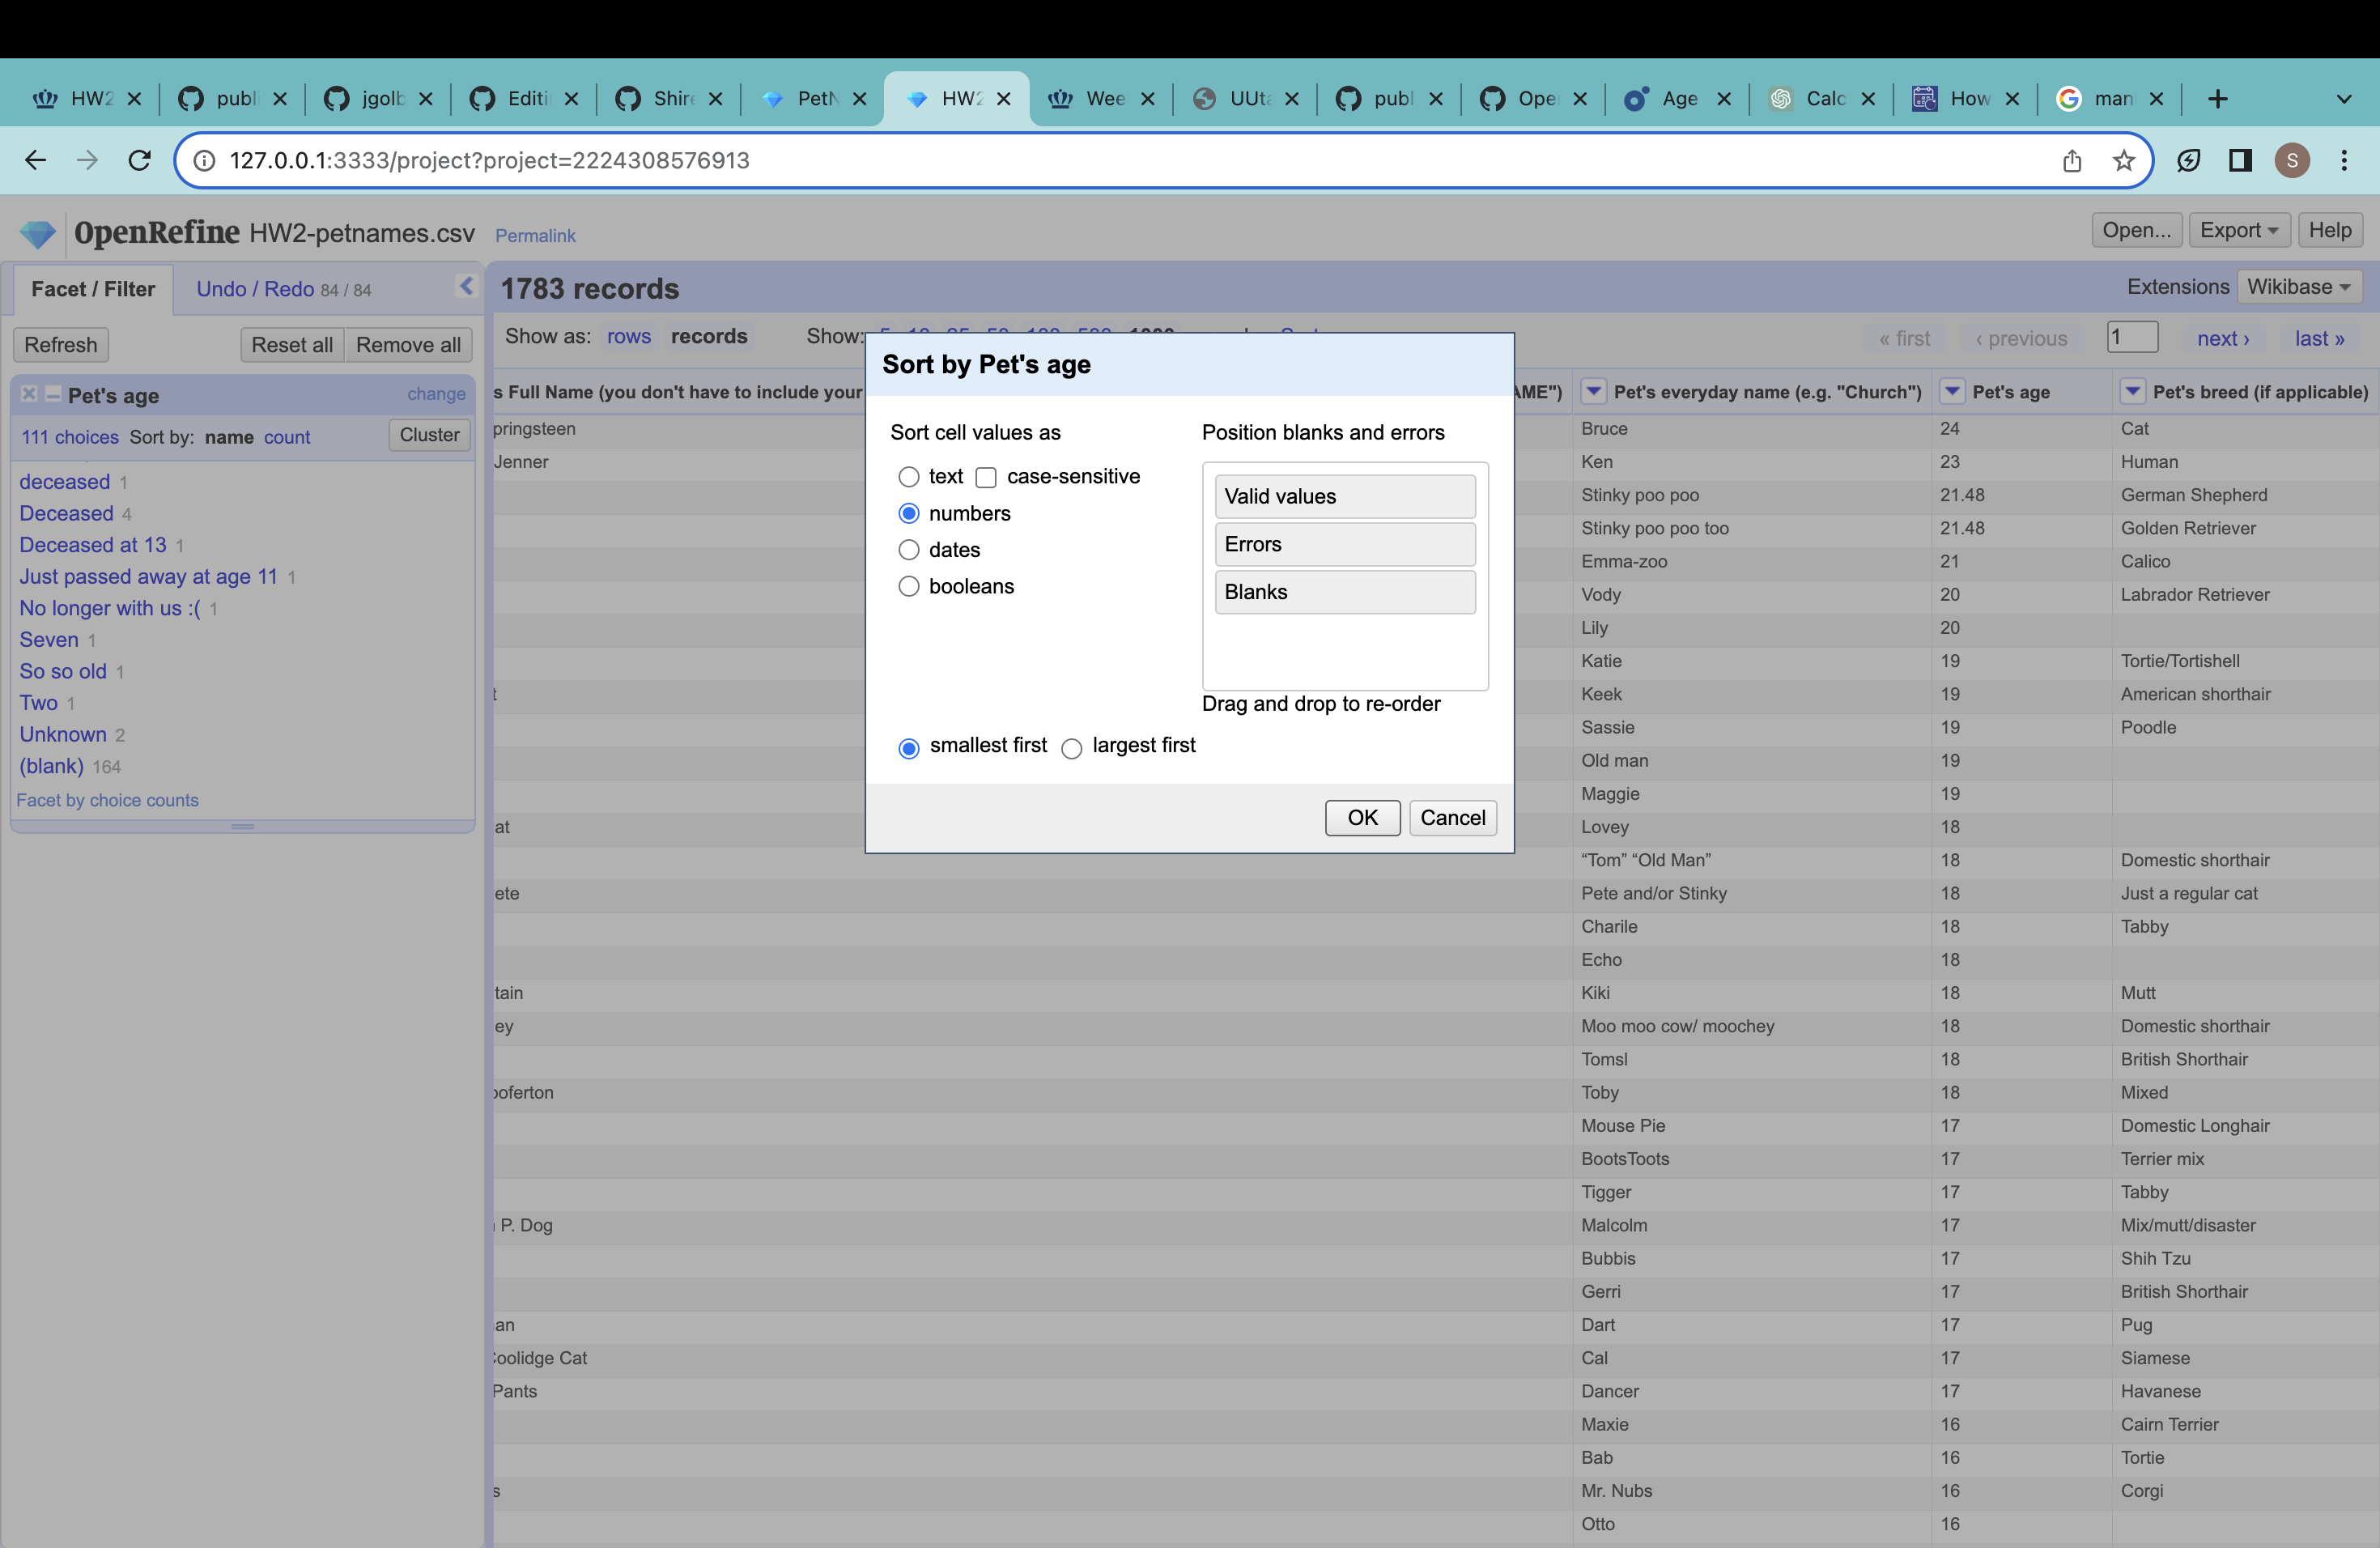 HW2 publ jgolb Editi Shire PetN HW2 Wee UUta publ Ope Age Calc How man
127.0.0.1:3333/project?project=2224308576913
S
OpenRefine HW2-petnames.csv Permalink
Open... Export Help
Facet / Filter Undo / Redo 84 / 84
1783 records
Extensions Wikibase
Refresh Reset all Remove all
Show as: rows records Show: 5 10 25 50 100 500 1000 Sort
« first ‹ previous 1 next › last »
Pet's age change
111 choices Sort by: name count Cluster
deceased 1
Deceased 4
Deceased at 13 1
Just passed away at age 11 1
No longer with us :( 1
Seven 1
So so old 1
Two 1
Unknown 2
(blank) 164
Facet by choice counts
s Full Name (you don't have to include your AME") Pet's everyday name (e.g. "Church") Pet's age Pet's breed (if applicable)
Sort by Pet's age
Sort cell values as
text case-sensitive
numbers
dates
booleans
Position blanks and errors
Valid values
Errors
Blanks
Drag and drop to re-order
smallest first largest first
OK Cancel
pringsteen Bruce 24 Cat
Jenner Ken 23 Human
Stinky poo poo 21.48 German Shepherd
Stinky poo poo too 21.48 Golden Retriever
Emma-zoo 21 Calico
Vody 20 Labrador Retriever
Lily 20
Katie 19 Tortie/Tortishell
t Keek 19 American shorthair
Sassie 19 Poodle
Old man 19
Maggie 19
at Lovey 18
“Tom” “Old Man” 18 Domestic shorthair
ete Pete and/or Stinky 18 Just a regular cat
Charile 18 Tabby
Echo 18
tain Kiki 18 Mutt
ey Moo moo cow/ moochey 18 Domestic shorthair
Tomsl 18 British Shorthair
ooferton Toby 18 Mixed
Mouse Pie 17 Domestic Longhair
BootsToots 17 Terrier mix
Tigger 17 Tabby
P. Dog Malcolm 17 Mix/mutt/disaster
Bubbis 17 Shih Tzu
Gerri 17 British Shorthair
an Dart 17 Pug
Coolidge Cat Cal 17 Siamese
Pants Dancer 17 Havanese
Maxie 16 Cairn Terrier
Bab 16 Tortie
s Mr. Nubs 16 Corgi
Otto 16